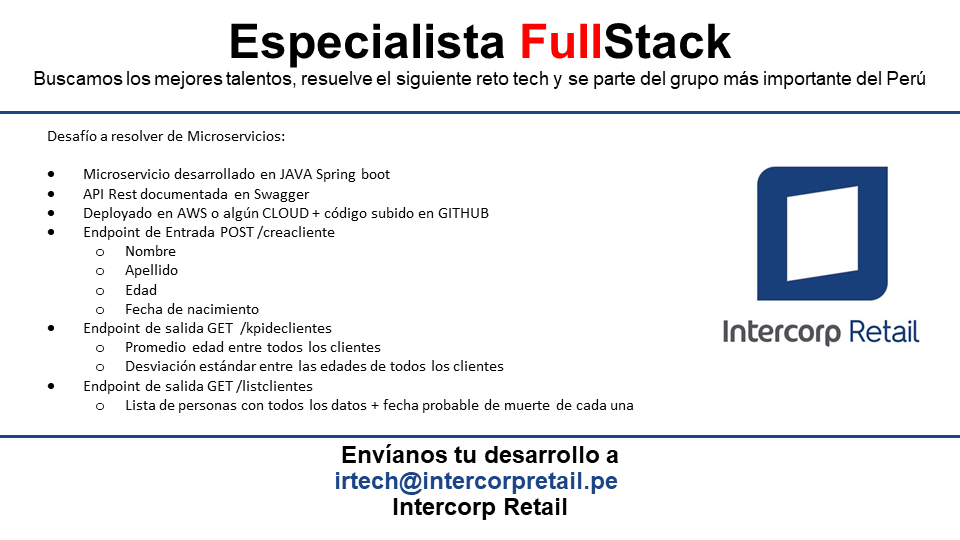 Especialista FullStack
Buscamos los mejores talentos, resuelve el siguiente reto tech y se parte del grupo más importante del Perú
Desafío a resolver de Microservicios:
• Microservicio desarrollado en JAVA Spring boot
• API Rest documentada en Swagger
• Deployado en AWS o algún CLOUD + código subido en GITHUB
• Endpoint de Entrada POST /creacliente
o Nombre
o Apellido
o Edad
o Fecha de nacimiento
• Endpoint de salida GET /kpideclientes
o Promedio edad entre todos los clientes
o Desviación estándar entre las edades de todos los clientes
• Endpoint de salida GET /listclientes
o Lista de personas con todos los datos + fecha probable de muerte de cada una
Intercorp Retail
Envíanos tu desarrollo a
irtech@intercorpretail.pe
Intercorp Retail